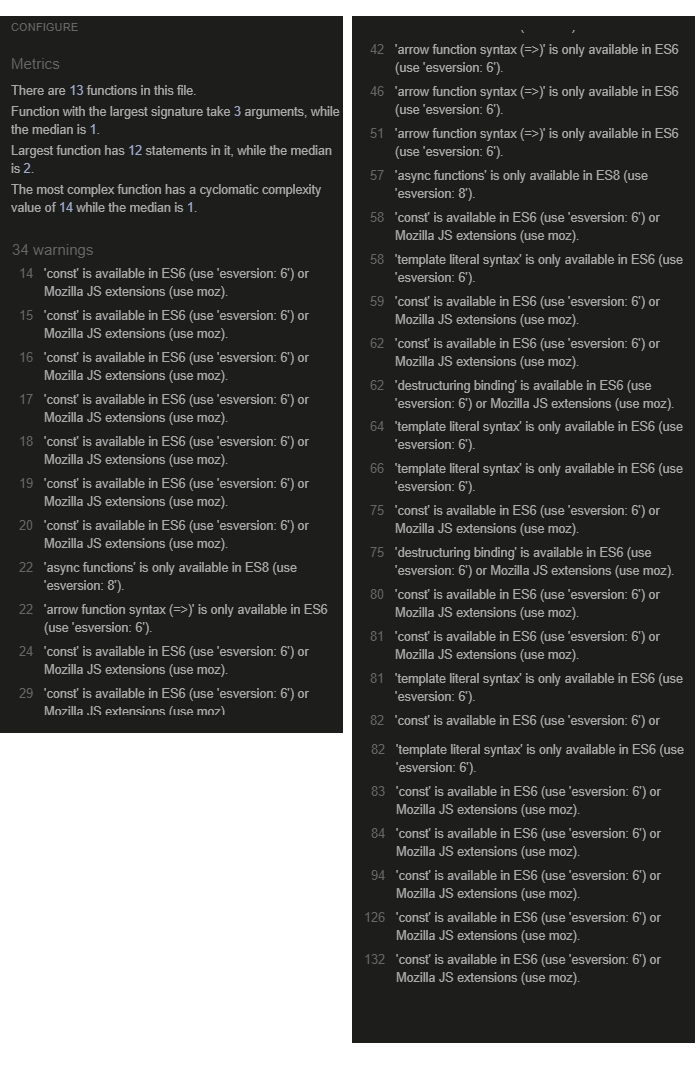 CONFIGURE
Metrics
There are 13 functions in this file.
Function with the largest signature take 3 arguments, while
the median is 1.
Largest function has 12 statements in it, while the median
is 2.
The most complex function has a cyclomatic complexity
value of 14 while the median is 1.
34 warnings
14 'const' is available in ES6 (use 'esversion: 6') or
Mozilla JS extensions (use moz).
15 'const' is available in ES6 (use 'esversion: 6') or
Mozilla JS extensions (use moz).
16 'const' is available in ES6 (use 'esversion: 6') or
Mozilla JS extensions (use moz).
17 'const' is available in ES6 (use 'esversion: 6') or
Mozilla JS extensions (use moz).
18 'const' is available in ES6 (use 'esversion: 6') or
Mozilla JS extensions (use moz).
19 'const' is available in ES6 (use 'esversion: 6') or
Mozilla JS extensions (use moz).
20 'const' is available in ES6 (use 'esversion: 6') or
Mozilla JS extensions (use moz).
22 'async functions' is only available in ES8 (use
'esversion: 8').
22 'arrow function syntax (=>)' is only available in ES6
(use 'esversion: 6').
24 'const' is available in ES6 (use 'esversion: 6') or
Mozilla JS extensions (use moz).
29 'const' is available in ES6 (use 'esversion: 6') or
Mozilla JS extensions (use moz)
42 'arrow function syntax (=>)' is only available in ES6
(use 'esversion: 6').
46 'arrow function syntax (=>)' is only available in ES6
(use 'esversion: 6').
51 'arrow function syntax (=>)' is only available in ES6
(use 'esversion: 6').
57 'async functions' is only available in ES8 (use
'esversion: 8').
58 'const' is available in ES6 (use 'esversion: 6') or
Mozilla JS extensions (use moz).
58 'template literal syntax' is only available in ES6 (use
'esversion: 6').
59 'const' is available in ES6 (use 'esversion: 6') or
Mozilla JS extensions (use moz).
62 'const' is available in ES6 (use 'esversion: 6') or
Mozilla JS extensions (use moz).
62 'destructuring binding' is available in ES6 (use
'esversion: 6') or Mozilla JS extensions (use moz).
64 'template literal syntax' is only available in ES6 (use
'esversion: 6').
66 'template literal syntax' is only available in ES6 (use
'esversion: 6').
75 'const' is available in ES6 (use 'esversion: 6') or
Mozilla JS extensions (use moz).
75 'destructuring binding' is available in ES6 (use
'esversion: 6') or Mozilla JS extensions (use moz).
80 'const' is available in ES6 (use 'esversion: 6') or
Mozilla JS extensions (use moz).
81 'const' is available in ES6 (use 'esversion: 6') or
Mozilla JS extensions (use moz).
81 'template literal syntax' is only available in ES6 (use
'esversion: 6').
82 'const' is available in ES6 (use 'esversion: 6') or
82 'template literal syntax' is only available in ES6 (use
'esversion: 6').
83 'const' is available in ES6 (use 'esversion: 6') or
Mozilla JS extensions (use moz).
84 'const' is available in ES6 (use 'esversion: 6') or
Mozilla JS extensions (use moz).
94 'const' is available in ES6 (use 'esversion: 6') or
Mozilla JS extensions (use moz).
126 'const' is available in ES6 (use 'esversion: 6') or
Mozilla JS extensions (use moz).
132 'const' is available in ES6 (use 'esversion: 6') or
Mozilla JS extensions (use moz).